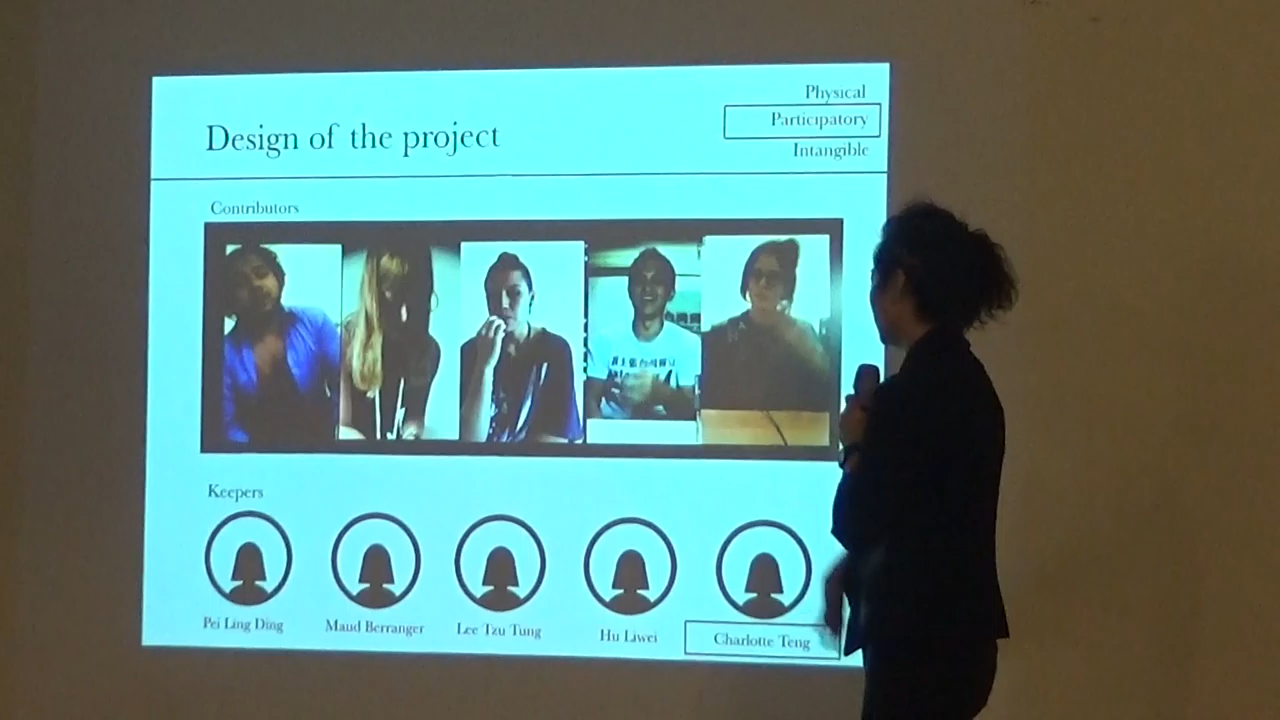 Physical
Design of the project
Participatory
Intangible
Contributors
Keepers
Pei Ling Ding
Maud Berranger
Lee Tzu Tung
Hu Liwei
Charlotte Teng